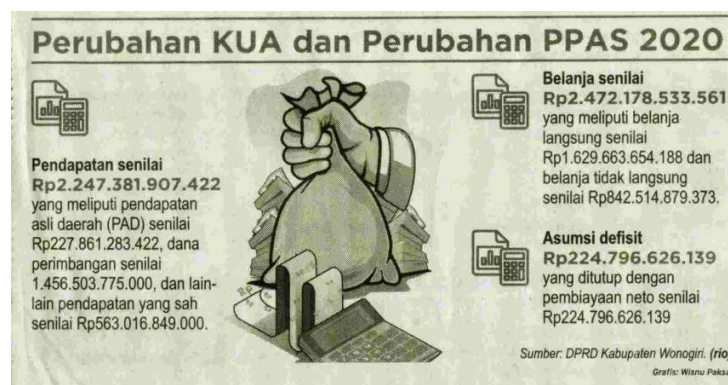 Perubahan KUA dan Perubahan PPAS 2020
Pendapatan senilai
Rp2.247.381.907.422
yang meliputi pendapatan
asli daerah (PAD) senilai
Rp227.861.283.422, dana
perimbangan senilai
1.456.503.775.000, dan lain-
lain pendapatan yang sah
senilai Rp563.016.849.000.
Belanja senilai
Rp2.472.178.533.561
yang meliputi belanja
langsung senilai
Rp1.629.663.654.188 dan
belanja tidak langsung
senilai Rp842.514.879.373.
Asumsi defisit
Rp224.796.626.139
yang ditutup dengan
pembiayaan neto senilai
Rp224.796.626.139
Sumber: DPRD Kabupaten Wonogiri. (rio
Grafis: Wisnu